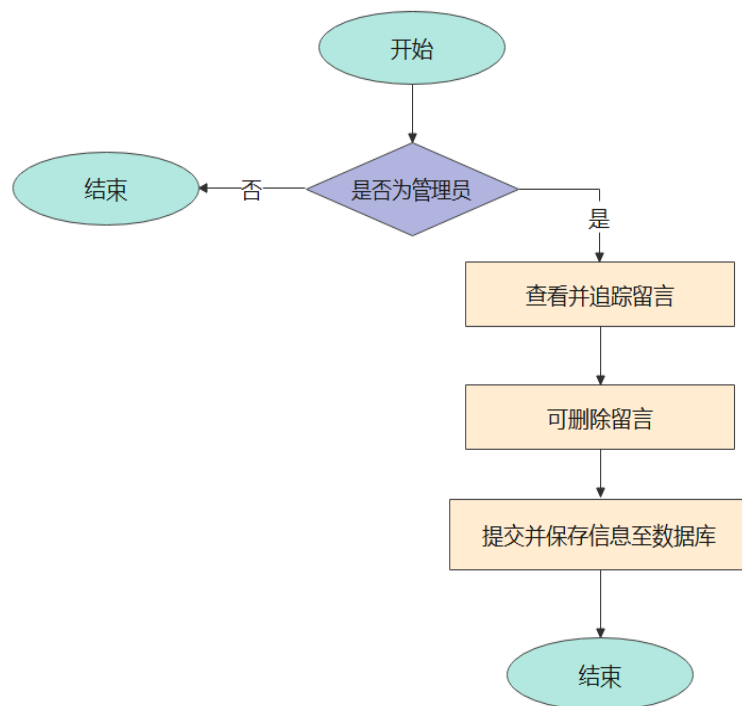 开始
是否为管理员
否
结束
是
查看并追踪留言
可删除留言
提交并保存信息至数据库
结束